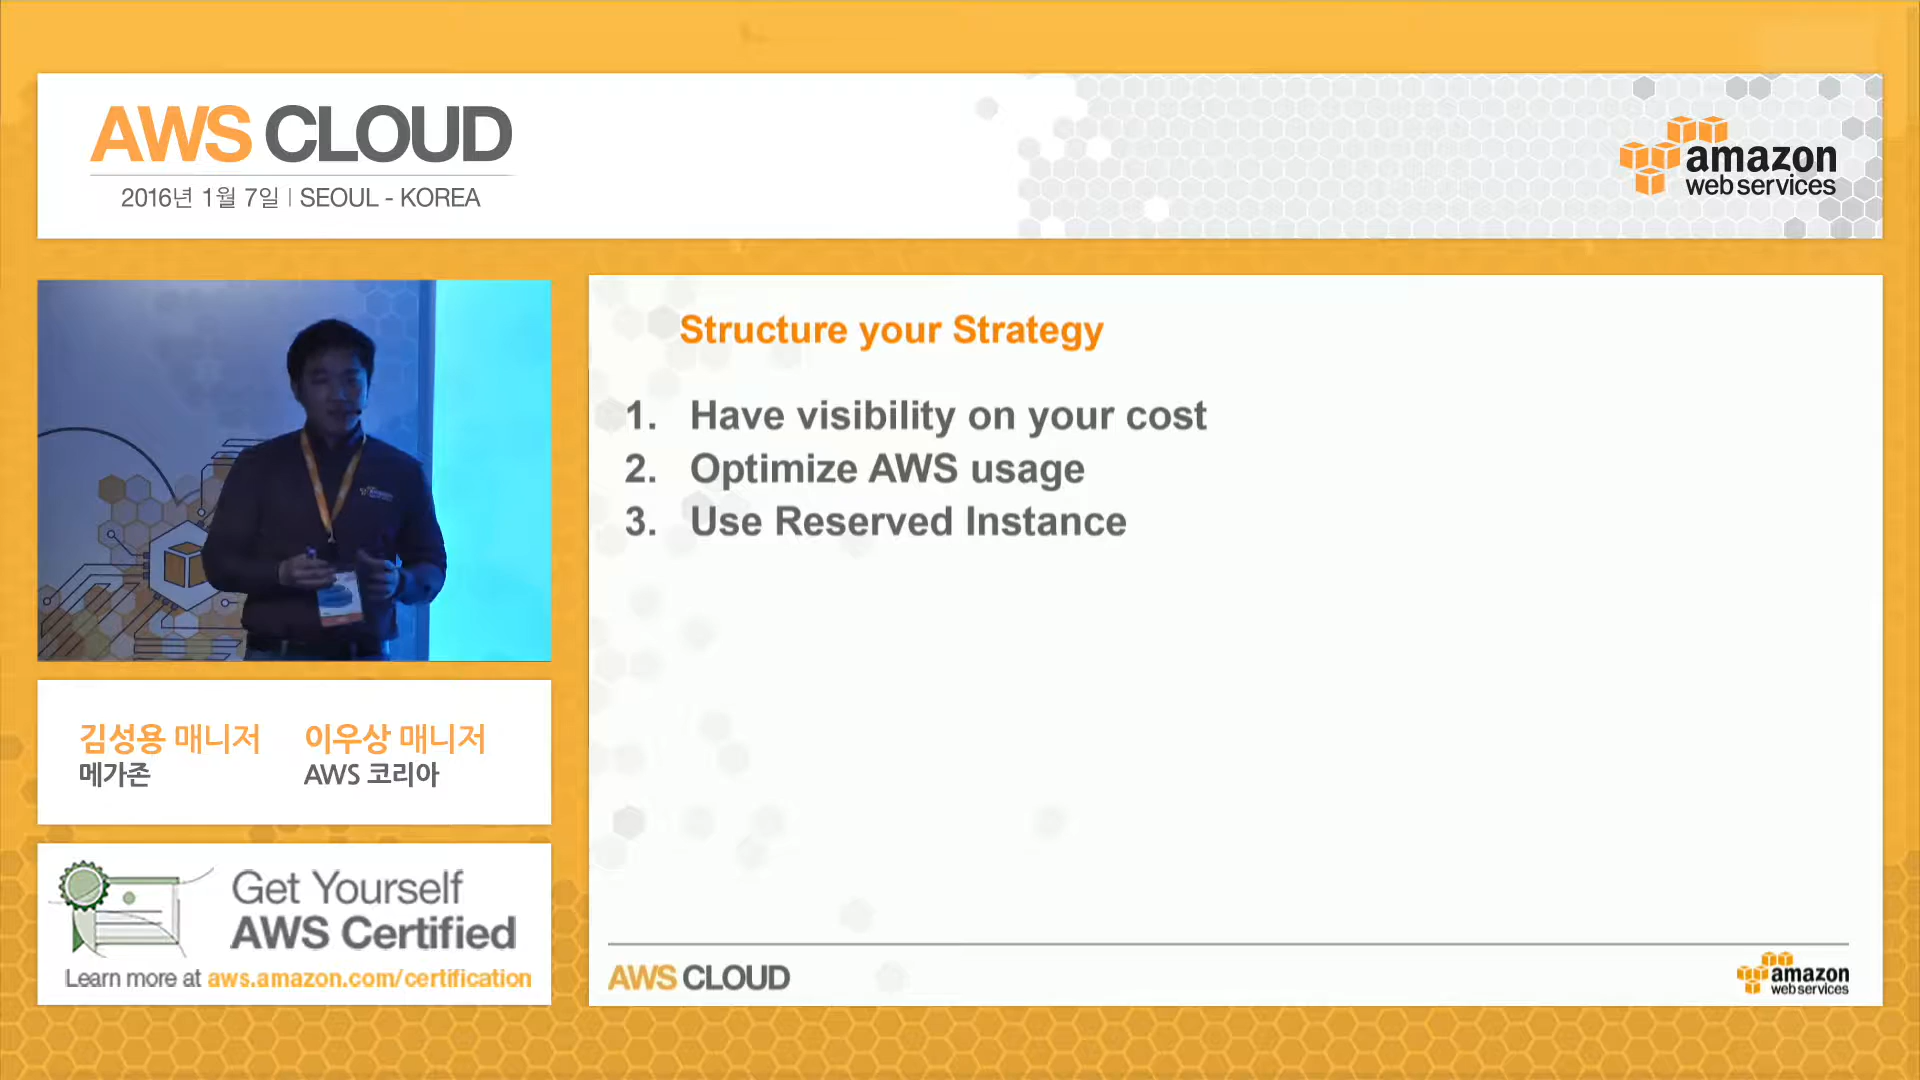 AWS CLOUD
2016년 1월 7일 | SEOUL - KOREA
amazon
web services
김성용 매니저
메가존
이우상 매니저
AWS 코리아
Get Yourself
AWS Certified
Learn more at aws.amazon.com/certification
Structure your Strategy
1. Have visibility on your cost
2. Optimize AWS usage
3. Use Reserved Instance
AWS CLOUD
amazon
web services